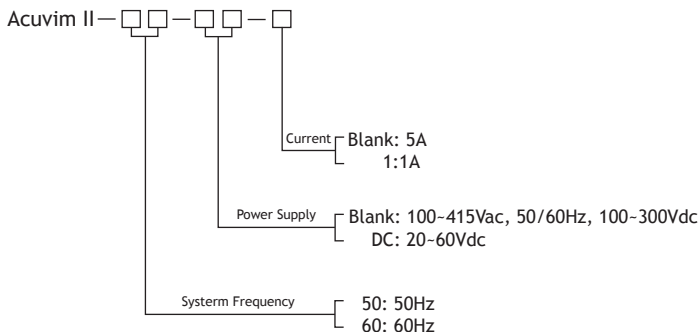 Acuvim II — □ □ — □ □ — □
Current
Blank: 5A
1:1A
Power Supply
Blank: 100~415Vac, 50/60Hz, 100~300Vdc
DC: 20~60Vdc
Systerm Frequency
50: 50Hz
60: 60Hz